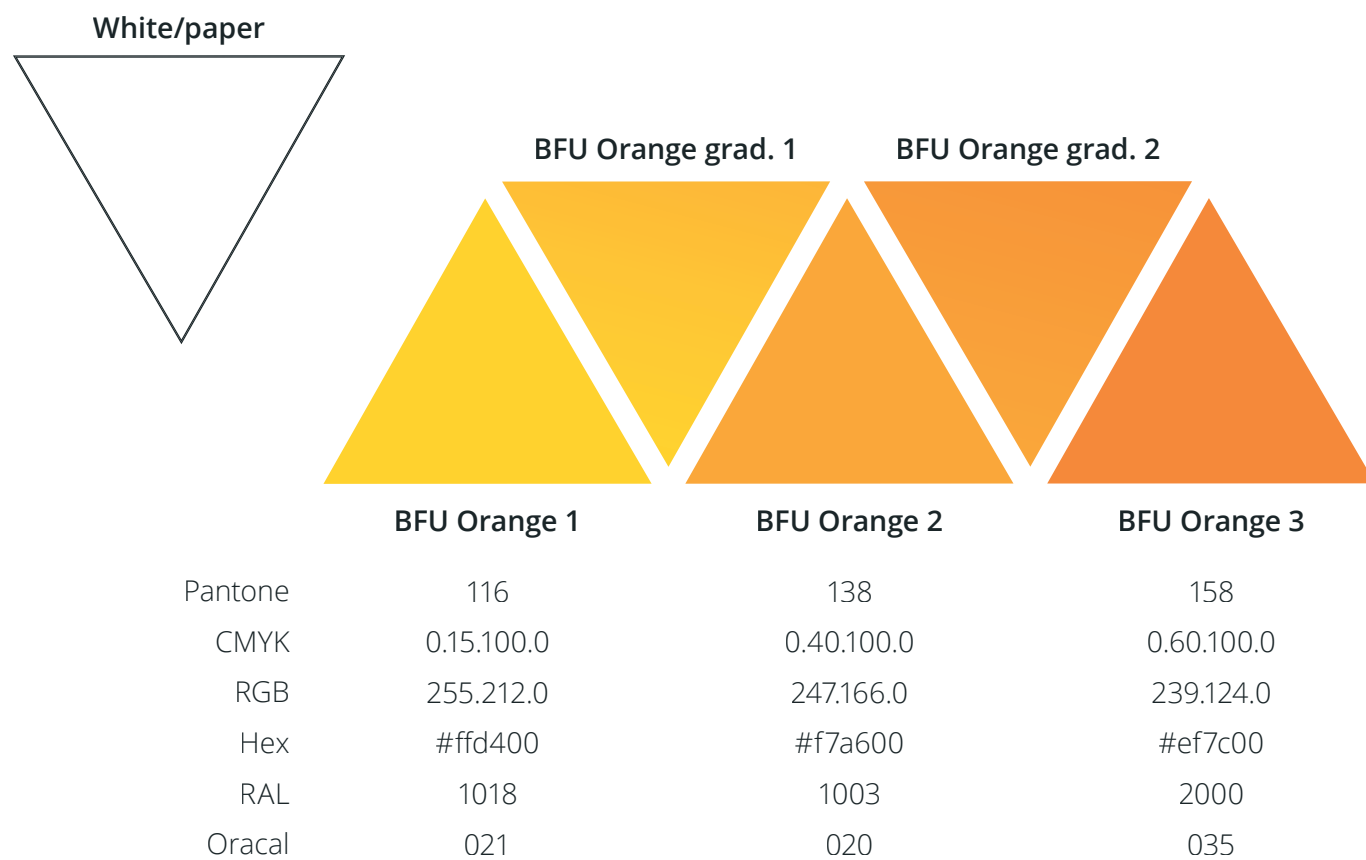 White/paper
BFU Orange grad. 1 BFU Orange grad. 2
BFU Orange 1 BFU Orange 2 BFU Orange 3
Pantone 116 138 158
CMYK 0.15.100.0 0.40.100.0 0.60.100.0
RGB 255.212.0 247.166.0 239.124.0
Hex #ffd400 #f7a600 #ef7c00
RAL 1018 1003 2000
Oracal 021 020 035